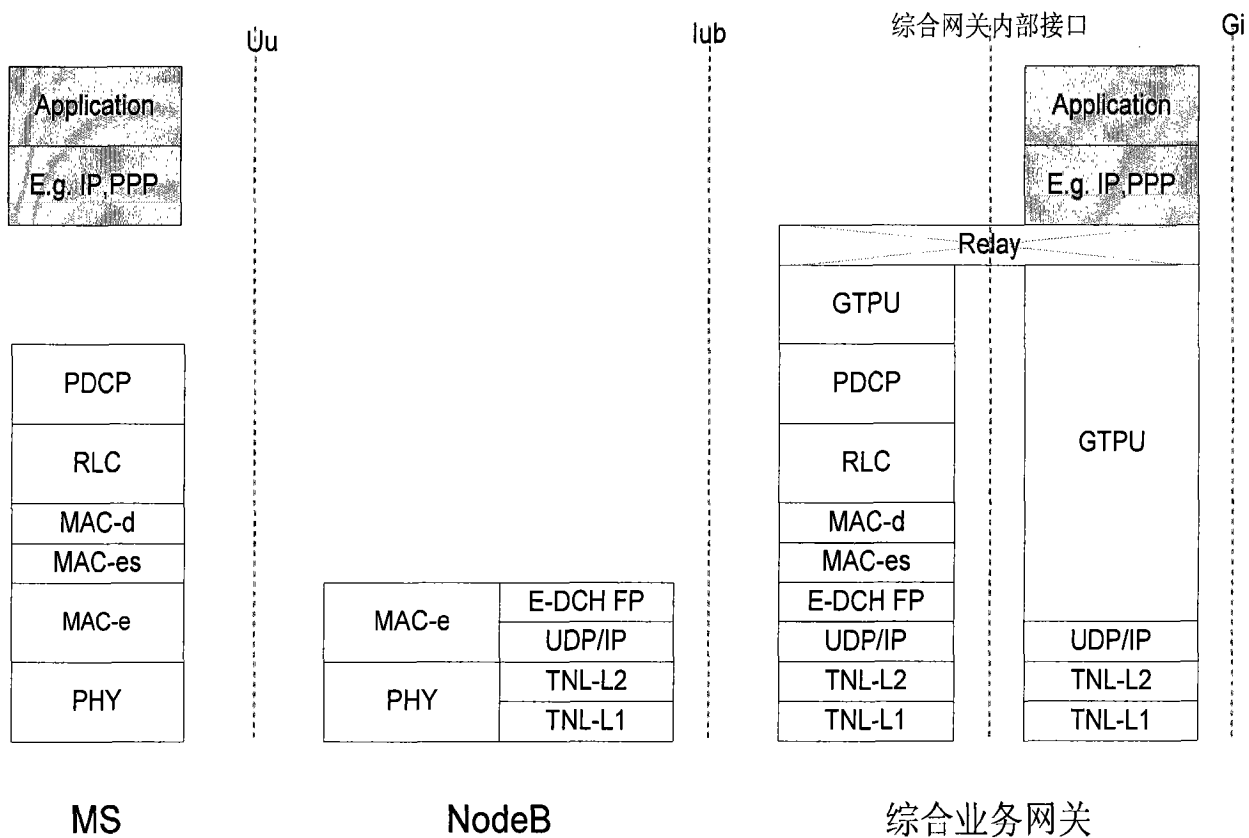 Uu
Iub
综合网关内部接口
Gi
Application
E.g. IP,PPP
PDCP
RLC
MAC-d
MAC-es
MAC-e
PHY
MAC-e
PHY
E-DCH FP
UDP/IP
TNL-L2
TNL-L1
Relay
GTPU
PDCP
RLC
MAC-d
MAC-es
E-DCH FP
UDP/IP
TNL-L2
TNL-L1
Application
E.g. IP,PPP
GTPU
UDP/IP
TNL-L2
TNL-L1
MS
NodeB
综合业务网关